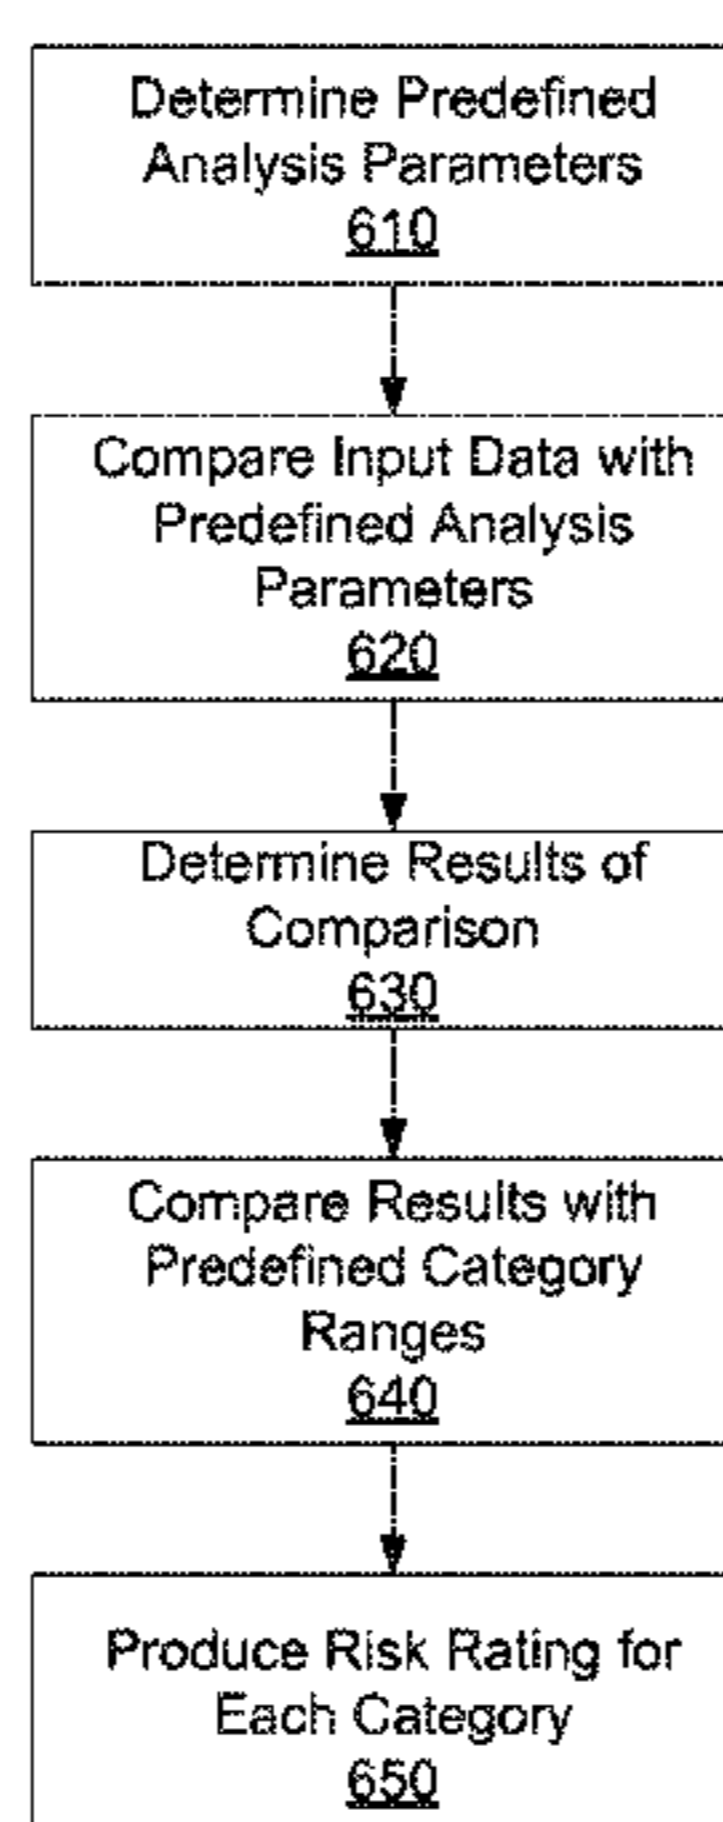 Determine Predefined
Analysis Parameters
610
Compare Input Data with
Predefined Analysis
Parameters
620
Determine Results of
Comparison
630
Compare Results with
Predefined Category
Ranges
640
Produce Risk Rating for
Each Category
650